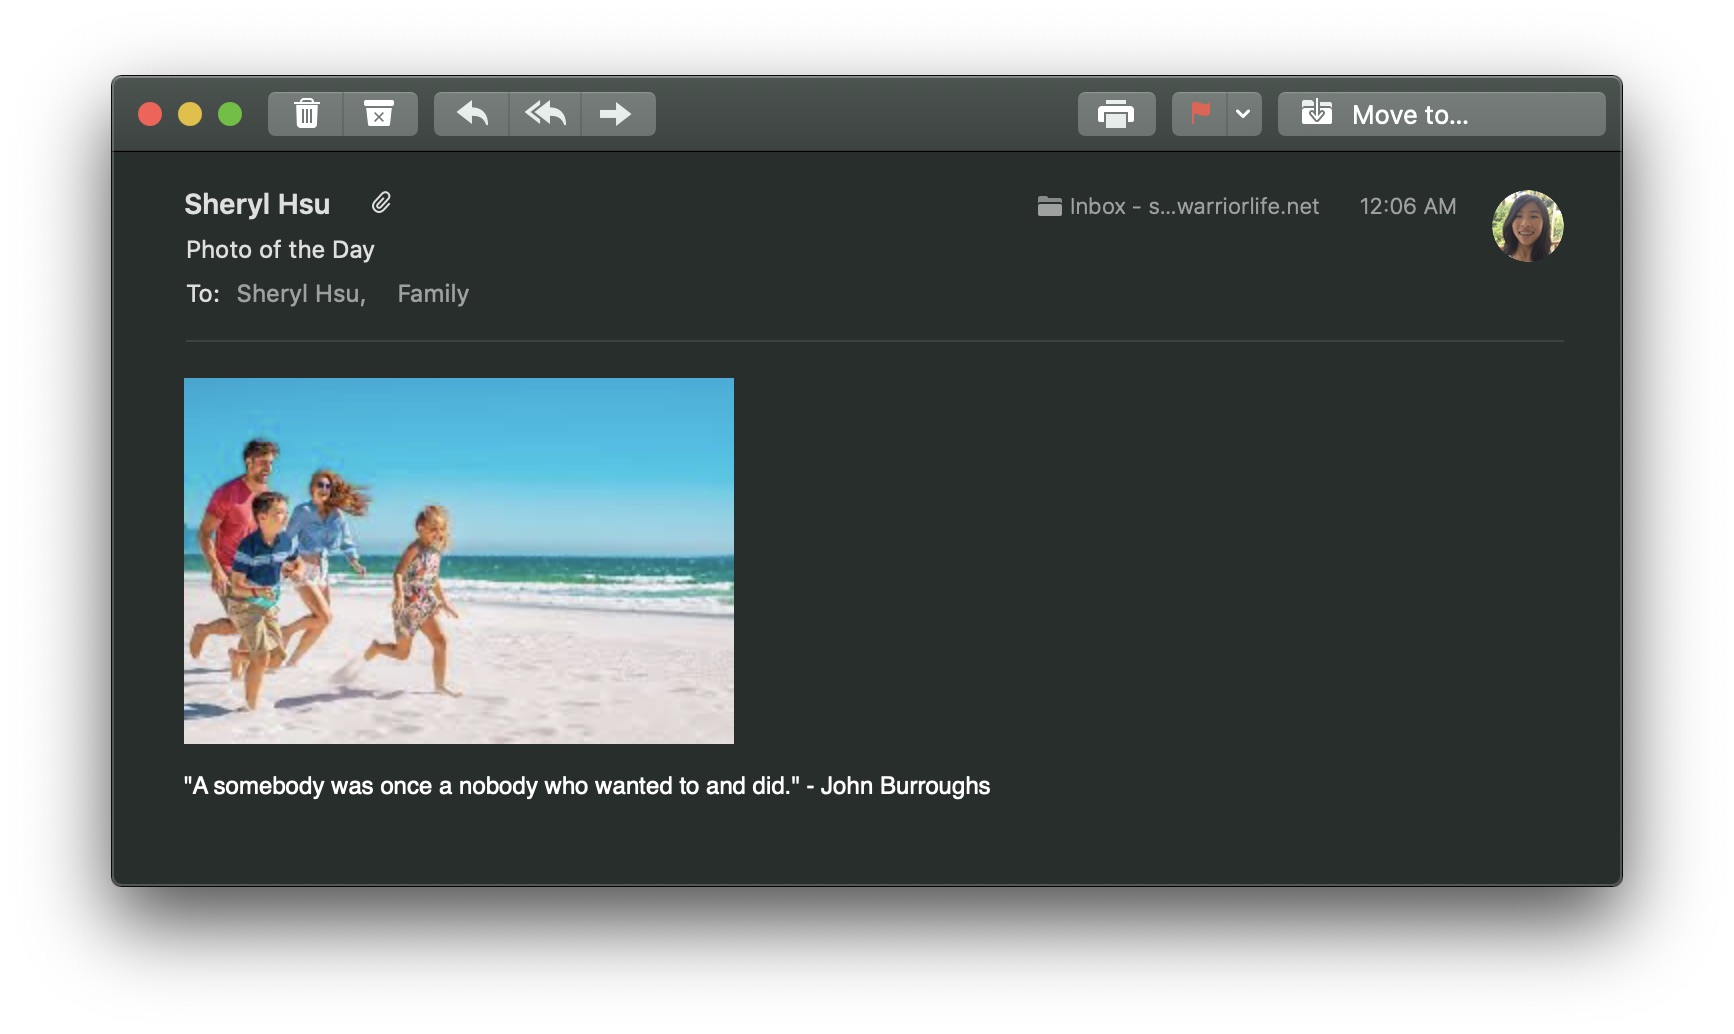 Move to...
Sheryl Hsu
Inbox - s...warriorlife.net 12:06 AM
Photo of the Day
To: Sheryl Hsu, Family
"A somebody was once a nobody who wanted to and did." - John Burroughs